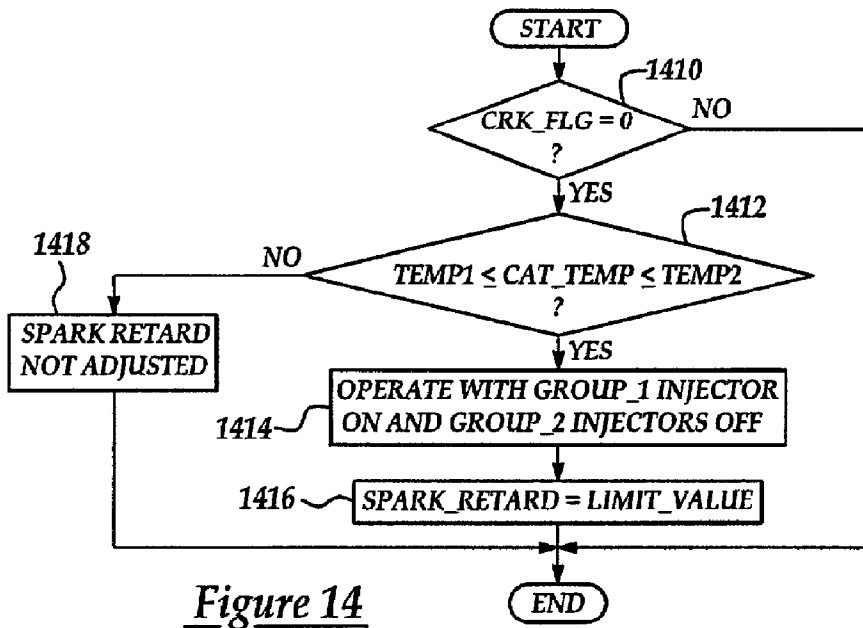 START
1410
CRK_FLG = 0
?
NO
YES
1412
1418
NO
TEMP1 ≤ CAT_TEMP ≤ TEMP2
?
SPARK RETARD
NOT ADJUSTED
YES
OPERATE WITH GROUP_1 INJECTOR
ON AND GROUP_2 INJECTORS OFF
1414
1416
SPARK_RETARD = LIMIT_VALUE
Figure 14
END